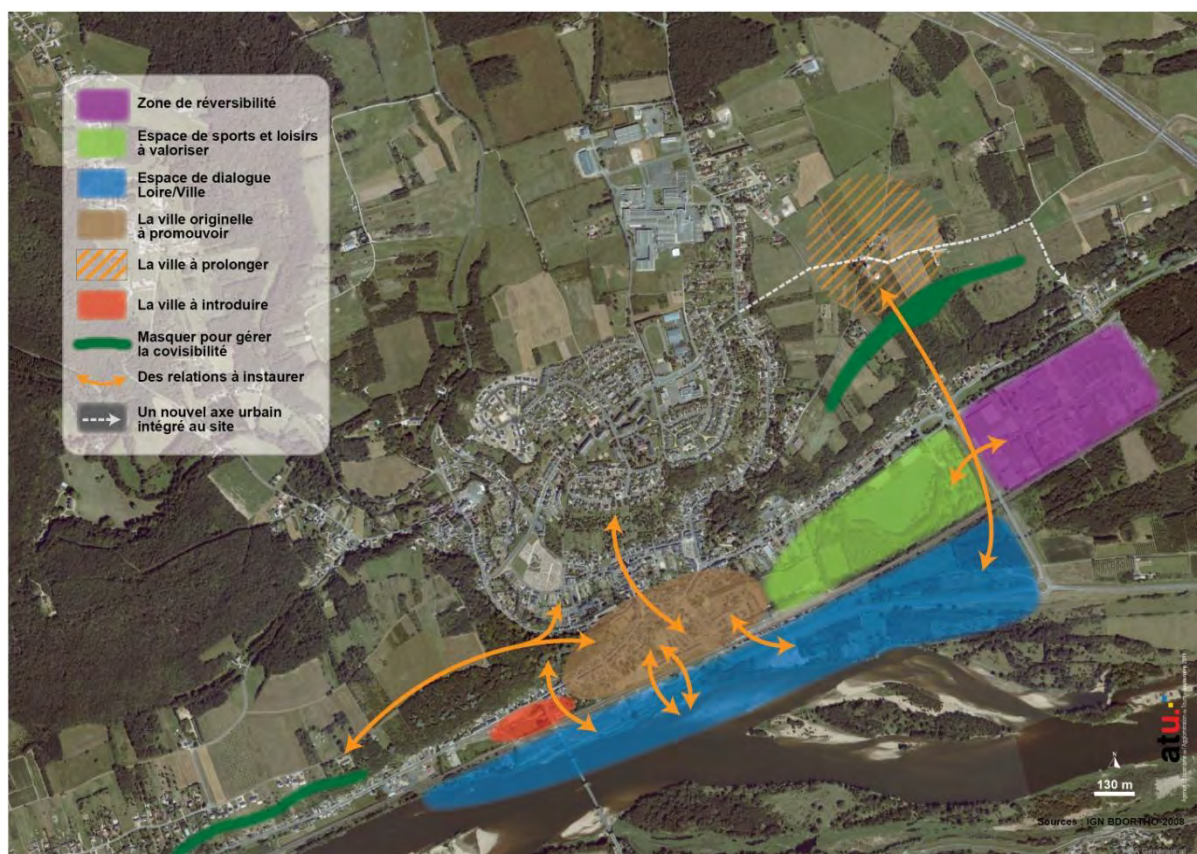 Zone de réversibilité
Espace de sports et loisirs
à valoriser
Espace de dialogue
Loire/Ville
La ville originelle
à promouvoir
La ville à prolonger
La ville à introduire
Masquer pour gérer
la covisibilité
Des relations à instaurer
Un nouvel axe urbain
intégré au site
atu.
N
130 m
Sources : IGN BDORTHO 2008